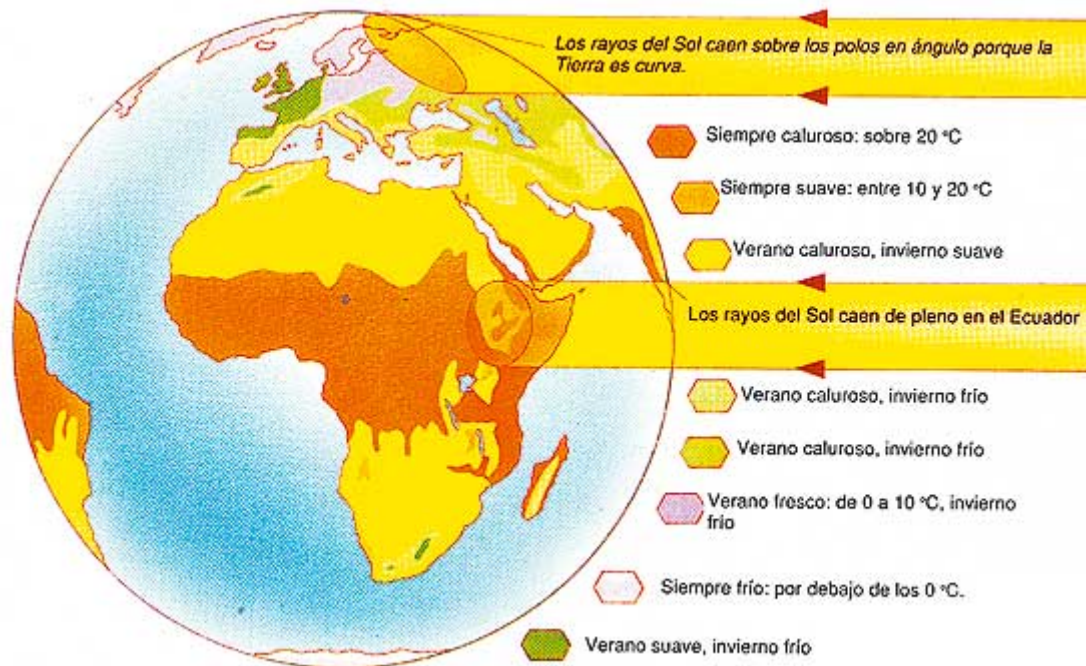 Los rayos del Sol caen sobre los polos en ángulo porque la
Tierra es curva.
Siempre caluroso: sobre 20 °C
Siempre suave: entre 10 y 20 °C
Verano caluroso, invierno suave
Los rayos del Sol caen de pleno en el Ecuador
Verano caluroso, invierno frío
Verano caluroso, invierno frío
Verano fresco: de 0 a 10 °C, invierno
frío
Siempre frío: por debajo de los 0 °C.
Verano suave, invierno frío